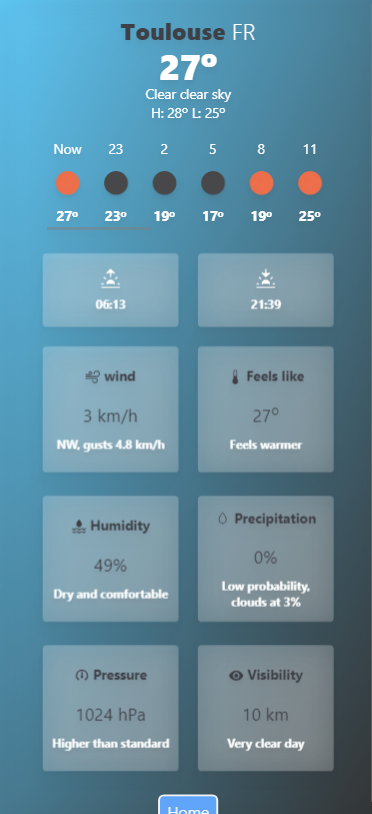 Toulouse FR
27º
Clear clear sky
H: 28º L: 25º
Now 23 2 5 8 11
27º 23º 19º 17º 19º 25º
06:13 21:39
wind
3 km/h
NW, gusts 4.8 km/h
Feels like
27º
Feels warmer
Humidity
49%
Dry and comfortable
Precipitation
0%
Low probability,
clouds at 3%
Pressure
1024 hPa
Higher than standard
Visibility
10 km
Very clear day
Home